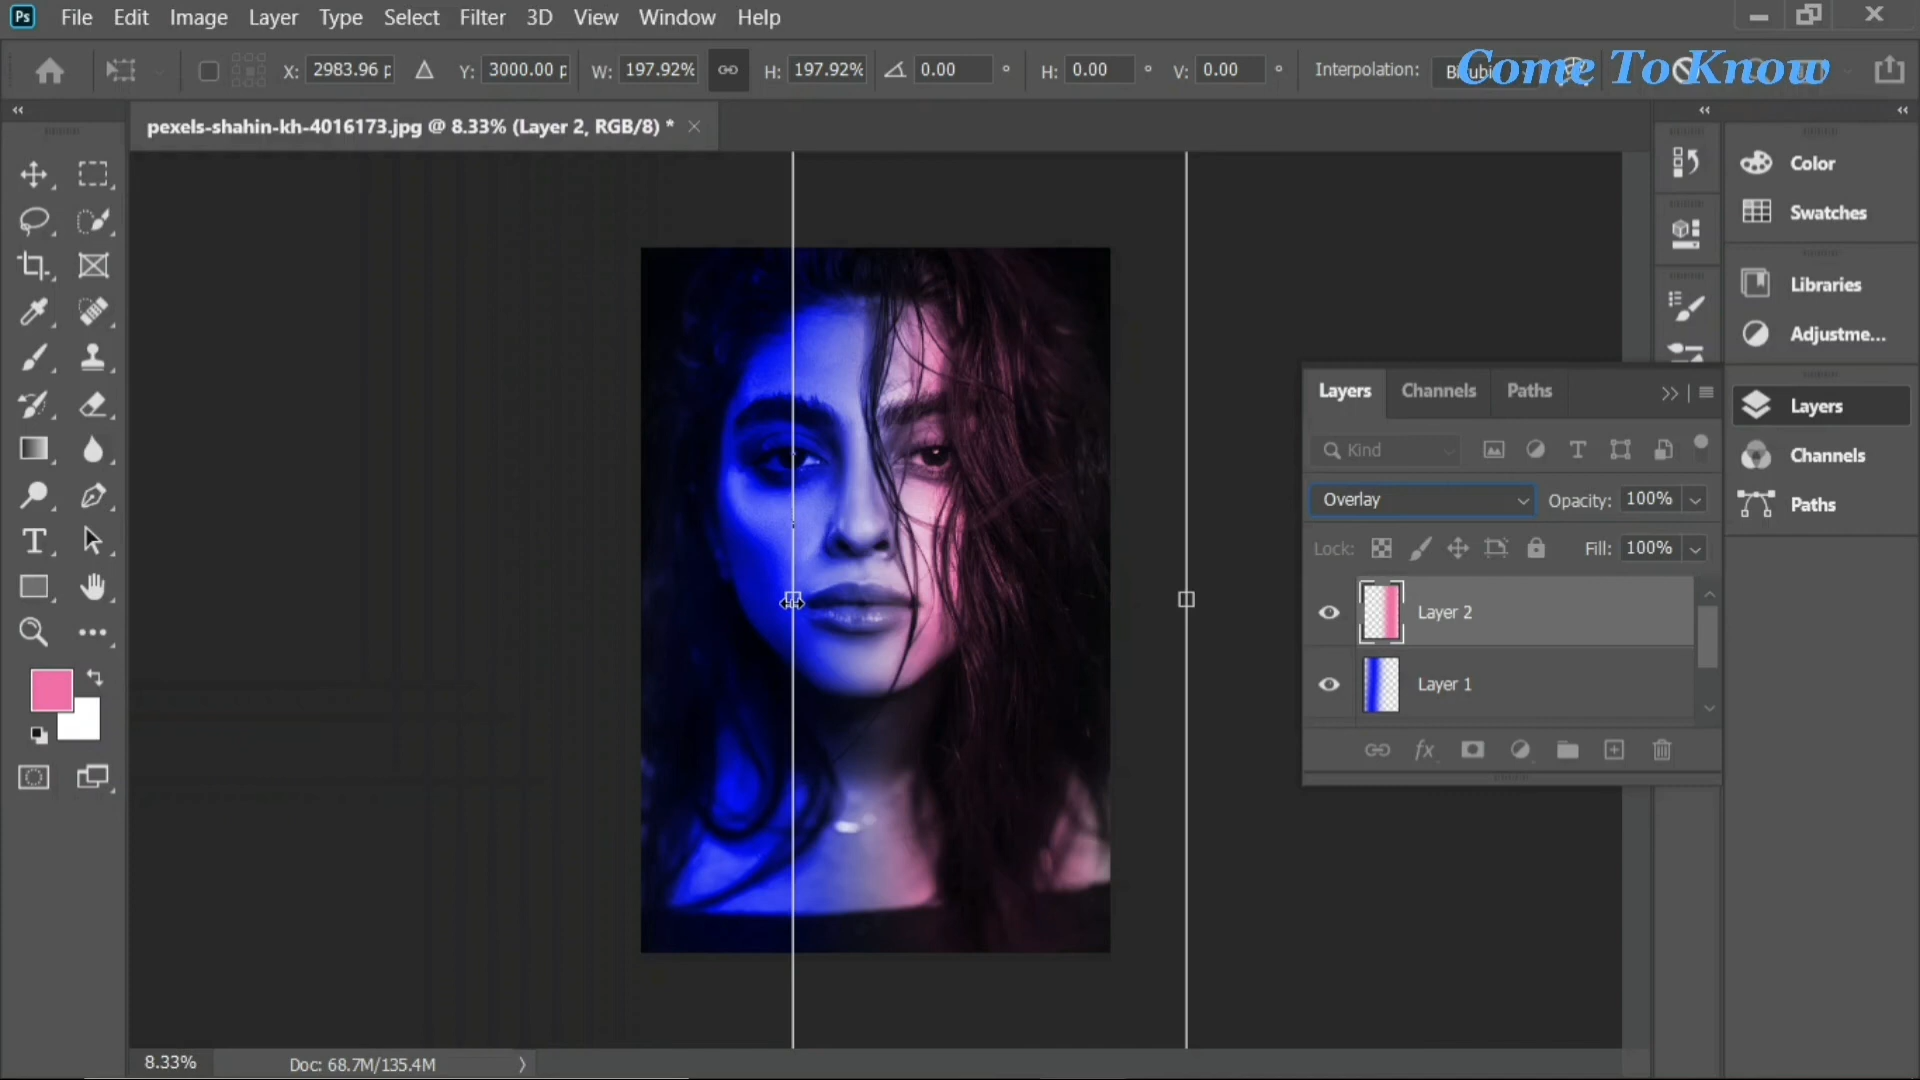 Ps File Edit Image Layer Type Select Filter 3D View Window Help
X: 2983.96 p Y: 3000.00 p W: 197.92% H: 197.92% 0.00 ° H: 0.00 ° V: 0.00 ° Interpolation:
Come To Know
pexels-shahin-kh-4016173.jpg @ 8.33% (Layer 2, RGB/8) *
Color
Swatches
Libraries
Adjustme...
Layers
Channels
Paths
Layers Channels Paths
Kind
Overlay Opacity: 100%
Lock: Fill: 100%
Layer 2
Layer 1
8.33% Doc: 68.7M/135.4M